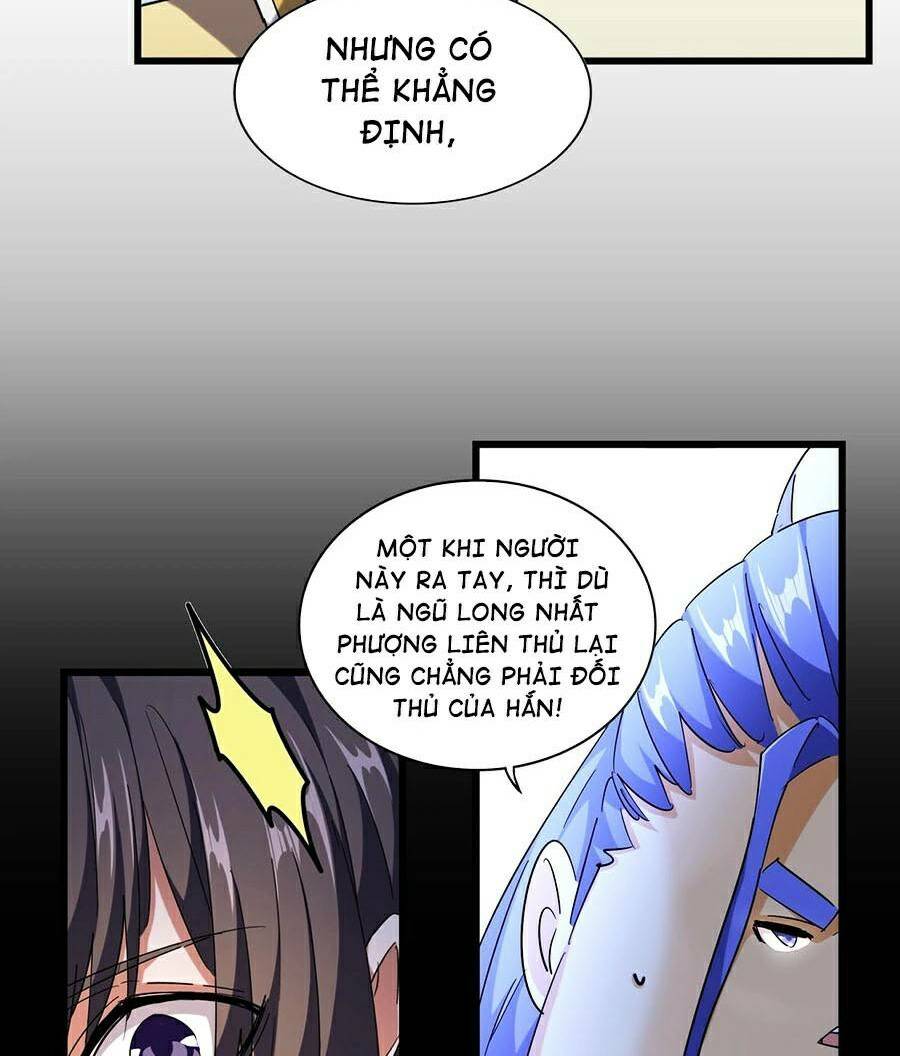 NHƯNG CÓ
THỂ KHẲNG
ĐỊNH,
MỘT KHI NGƯỜI
NÀY RA TAY, THÌ DÙ
LÀ NGŨ LONG NHẤT
PHƯỢNG LIÊN THỦ LẠI
CŨNG CHẲNG PHẢI ĐỐI
THỦ CỦA HẮN!